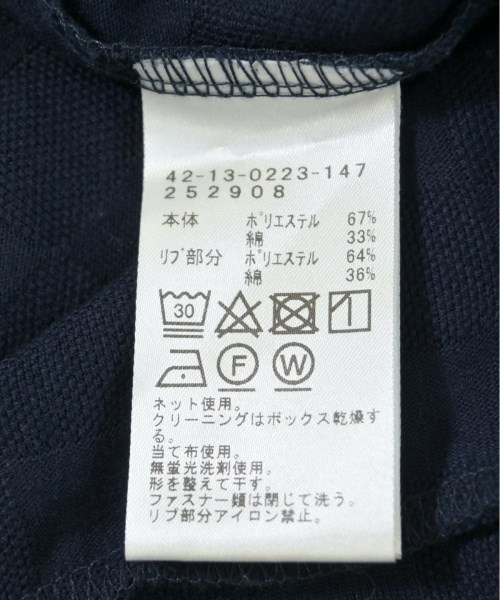 42-13-0223-147
252908
本体 ポリエステル 67%
綿 33%
リブ部分 ポリエステル 64%
綿 36%
30
F W
ネット使用。
クリーニングはボックス乾燥す
る。
当て布使用。
無蛍光洗剤使用。
形を整えて干す。
ファスナー類は閉じて洗う。
リブ部分アイロン禁止。